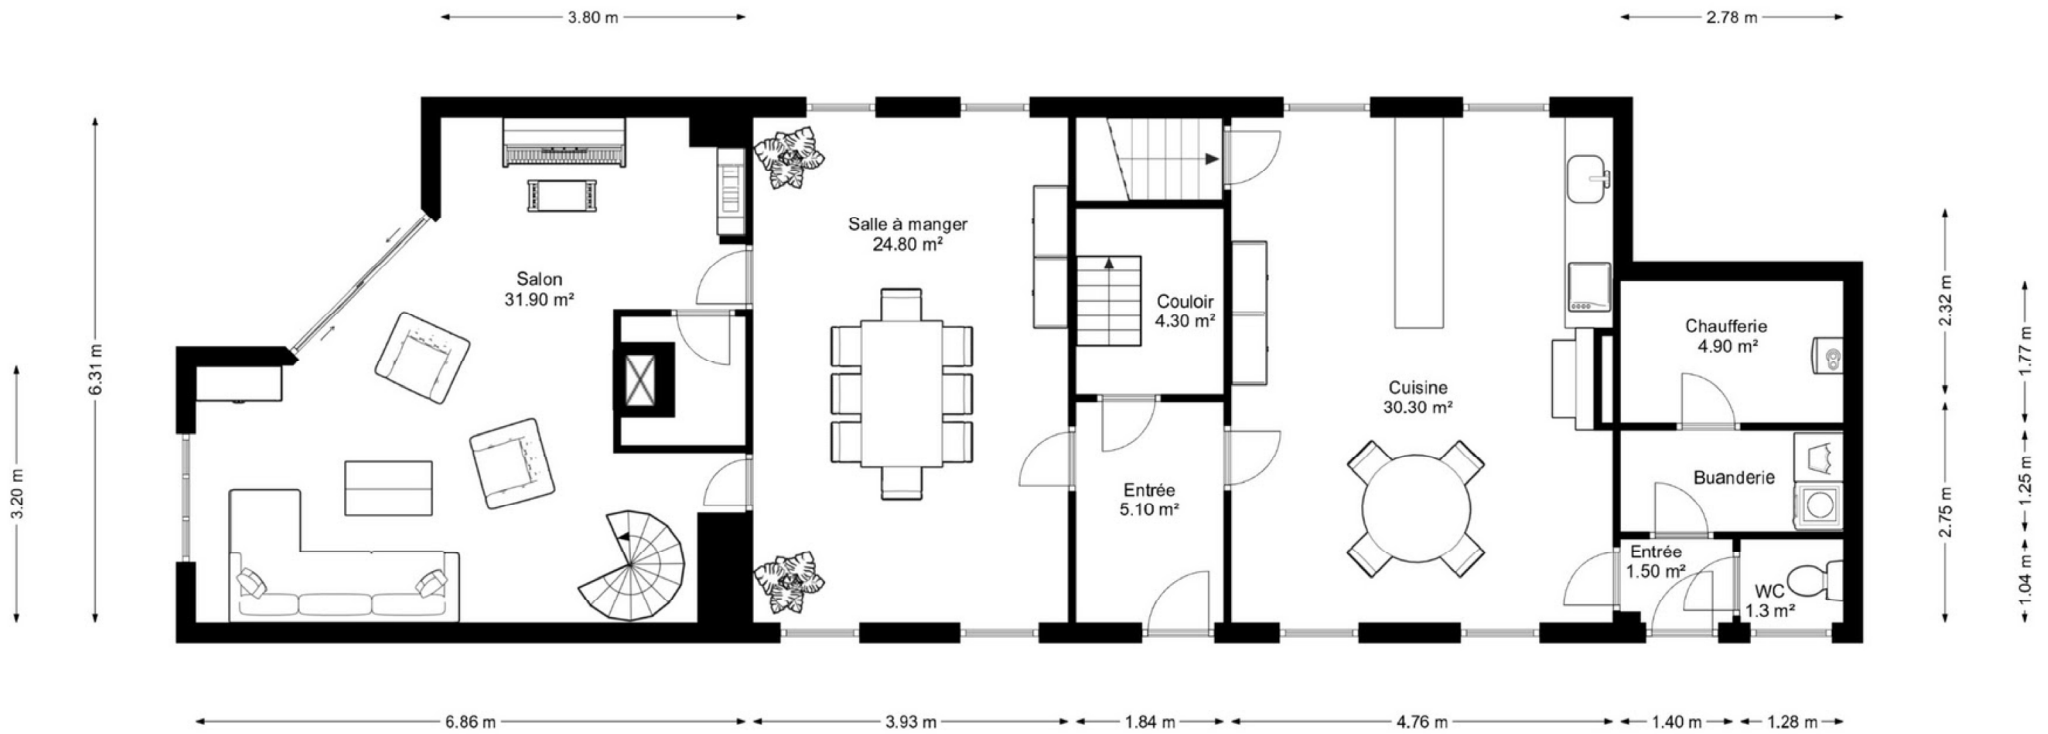 3.80 m
2.78 m
Salle à manger
24.80 m²
Salon
31.90 m²
Couloir
4.30 m²
Chaufferie
4.90 m²
Cuisine
30.30 m²
Buanderie
Entrée
5.10 m²
Entrée
1.50 m²
WC
1.3 m²
3.20 m
6.31 m
2.32 m
2.75 m
1.77 m
1.25 m
1.04 m
6.86 m
3.93 m
1.84 m
4.76 m
1.40 m
1.28 m